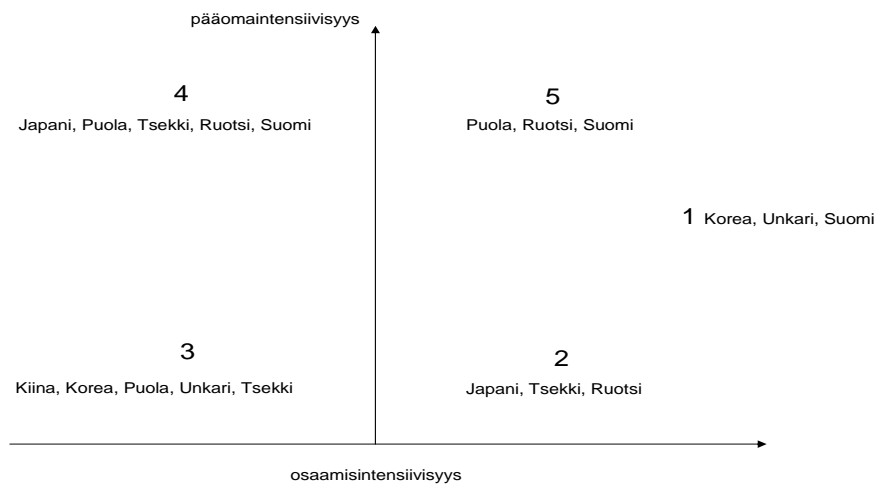 pääomaintensiivisyys
4
Japani, Puola, Tsekki, Ruotsi, Suomi
5
Puola, Ruotsi, Suomi
1 Korea, Unkari, Suomi
3
Kiina, Korea, Puola, Unkari, Tsekki
2
Japani, Tsekki, Ruotsi
osaamisintensiivisyys